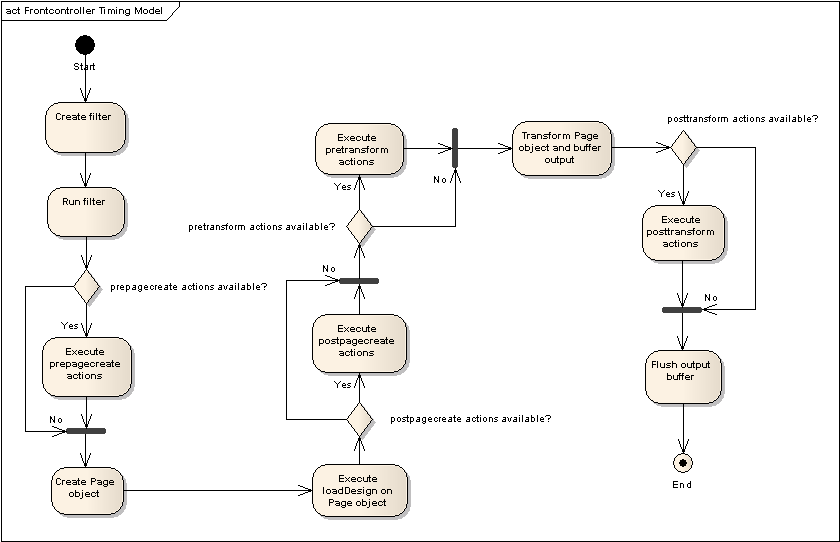 act Frontcontroller Timing Model
Start
Create filter
Run filter
prepagecreate actions available?
Yes
Execute
prepagecreate
actions
No
Create Page
object
Execute
loadDesign on
Page object
postpagecreate actions available?
Yes
Execute
postpagecreate
actions
No
pretransform actions available?
Yes
Execute
pretransform
actions
No
Transform Page
object and buffer
output
posttransform actions available?
Yes
Execute
posttransform
actions
No
Flush output
buffer
End